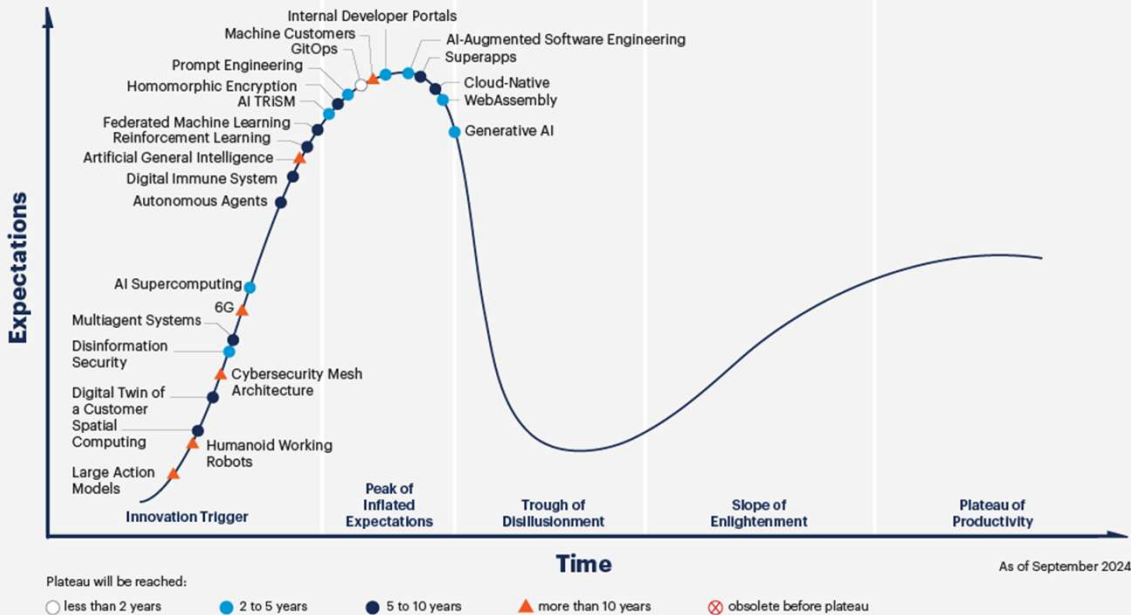 Internal Developer Portals
Machine Customers
GitOps
AI-Augmented Software Engineering
Superapps
Prompt Engineering
Cloud-Native
Homomorphic Encryption
WebAssembly
AI TRiSM
Federated Machine Learning
Generative AI
Reinforcement Learning
Artificial General Intelligence
Digital Immune System
Autonomous Agents
AI Supercomputing
6G
Multiagent Systems
Disinformation
Security
Cybersecurity Mesh
Architecture
Digital Twin of
a Customer
Spatial
Computing
Humanoid Working
Robots
Large Action
Models
Expectations
Innovation Trigger
Peak of
Inflated
Expectations
Trough of
Disillusionment
Slope of
Enlightenment
Plateau of
Productivity
Time
As of September 2024
Plateau will be reached:
less than 2 years
2 to 5 years
5 to 10 years
more than 10 years
obsolete before plateau